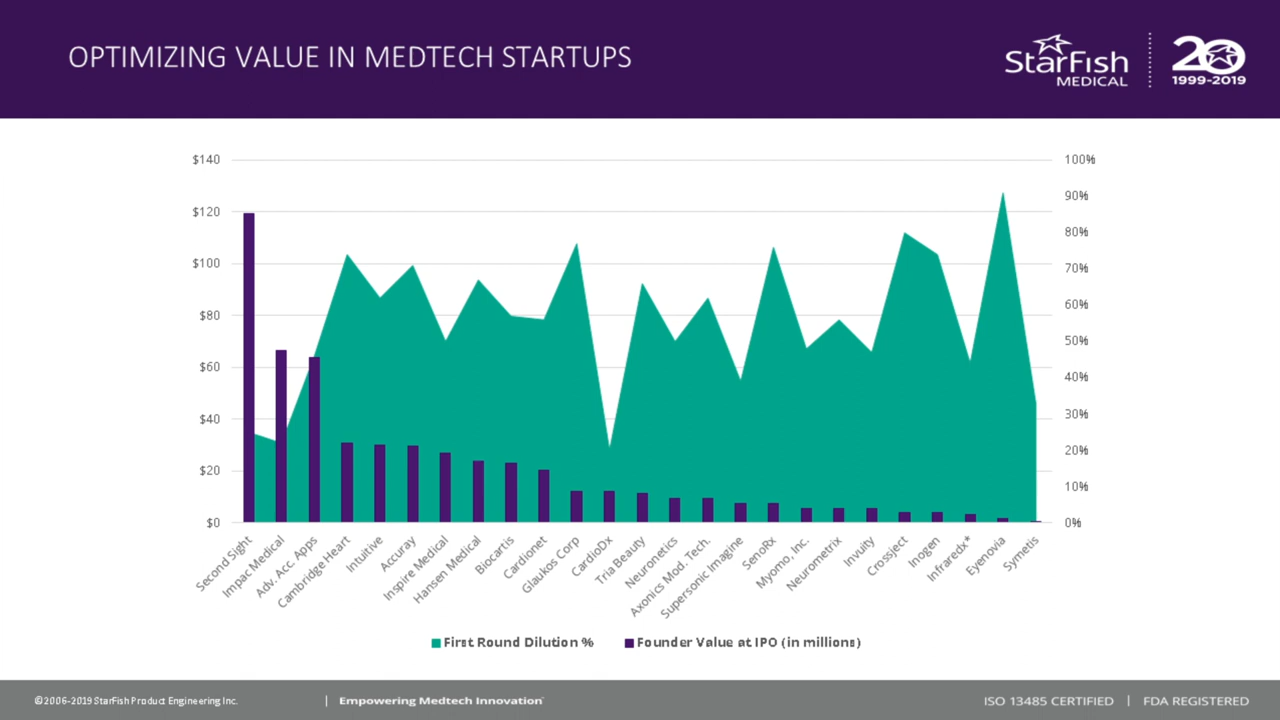 OPTIMIZING VALUE IN MEDTECH STARTUPS
StarFish
MEDICAL
20
1999-2019
$140
$120
$100
$80
$60
$40
$20
$0
100%
90%
80%
70%
60%
50%
40%
30%
20%
10%
0%
Second Sight
Impac Medical
Adv. Acc. Apps
Cambridge Heart
Intuitive
Accuray
Inspire Medical
Hansen Medical
Biocartis
Cardionet
Glaukos Corp
CardioDx
Tria Beauty
Neuronetics
Axonics Mod. Tech.
Supersonic Imagine
SenoRx
Myomo, Inc.
Neurometrix
Invuity
Crossject
Inogen
Infraredx*
Eyenovia
Symetis
First Round Dilution %
Founder Value at IPO (in millions)
©2006-2019 StarFish Product Engineering Inc.
| Empowering Medtech Innovation
ISO 13485 CERTIFIED | FDA REGISTERED